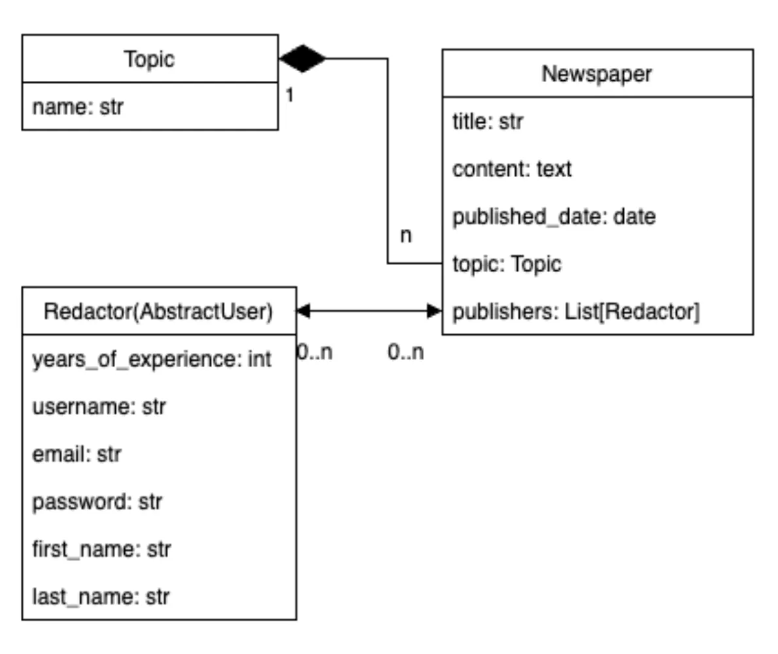 Topic
name: str
1
n
Newspaper
title: str
content: text
published_date: date
topic: Topic
publishers: List[Redactor]
Redactor(AbstractUser)
years_of_experience: int
username: str
email: str
password: str
first_name: str
last_name: str
0..n
0..n